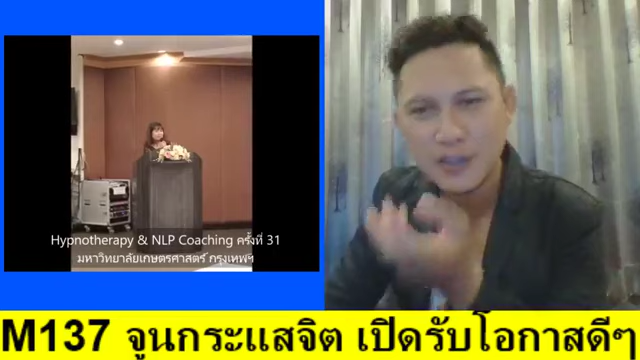 Hypnotherapy & NLP Coaching ครั้งที่ 31
มหาวิทยาลัยเกษตรศาสตร์ กรุงเทพฯ
M137 จูนกระแสจิต เปิดรับโอกาสดีๆ